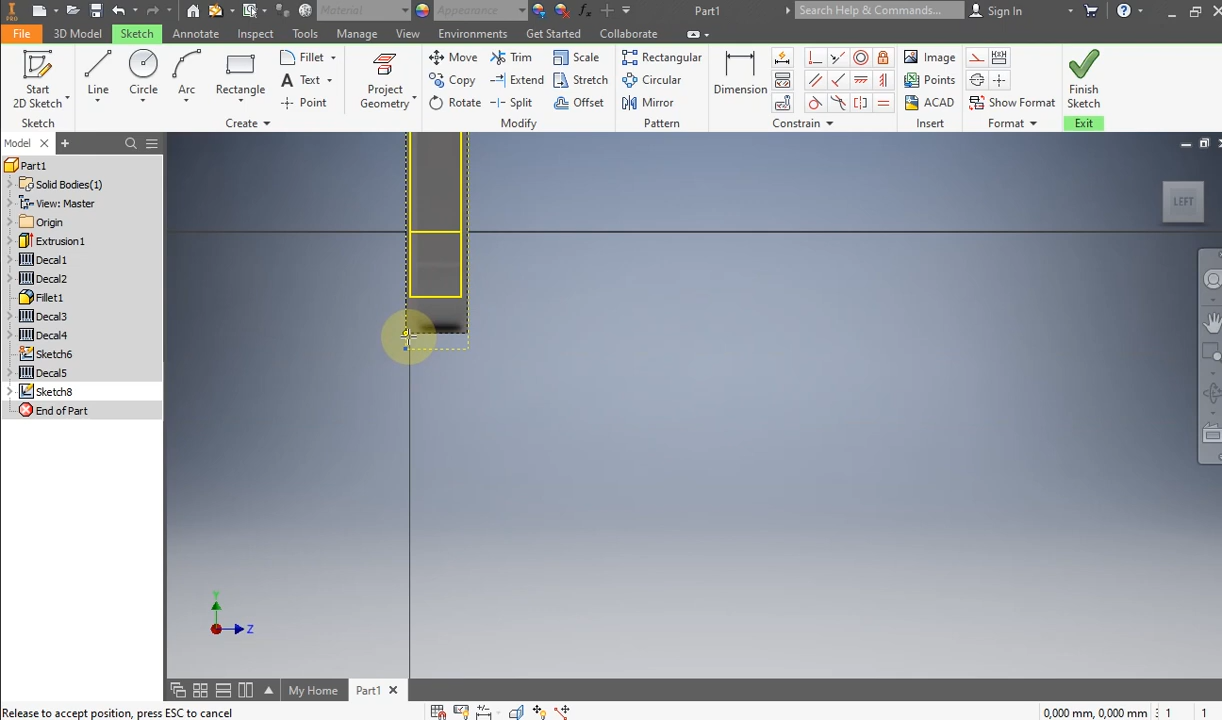 Material
Appearance
Part1
Search Help & Commands...
Sign In
PRO
File
3D Model
Sketch
Annotate
Inspect
Tools
Manage
View
Environments
Get Started
Collaborate
Start
2D Sketch
Line
Circle
Arc
Rectangle
Fillet
Text
Point
Project
Geometry
Move
Copy
Rotate
Trim
Extend
Split
Scale
Stretch
Offset
Rectangular
Circular
Mirror
Dimension
Image
Points
ACAD
Show Format
Finish
Sketch
Sketch
Create
Modify
Pattern
Constrain
Insert
Format
Exit
Model
Part1
Solid Bodies(1)
View: Master
Origin
Extrusion1
Decal1
Decal2
Fillet1
Decal3
Decal4
Sketch6
Decal5
Sketch8
End of Part
LEFT
Y
Z
My Home
Part1
Release to accept position, press ESC to cancel
0,000 mm, 0,000 mm
1
1